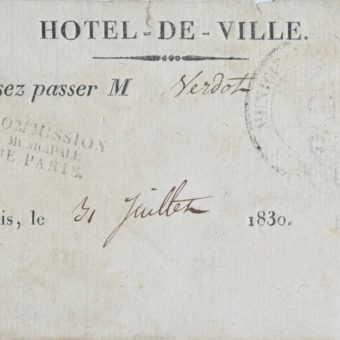 HOTEL-DE-VILLE.
sez passer M Verdot
COMMISSION
MUNICIPALE
DE PARIS.
is, le 31 Juillet 1830.